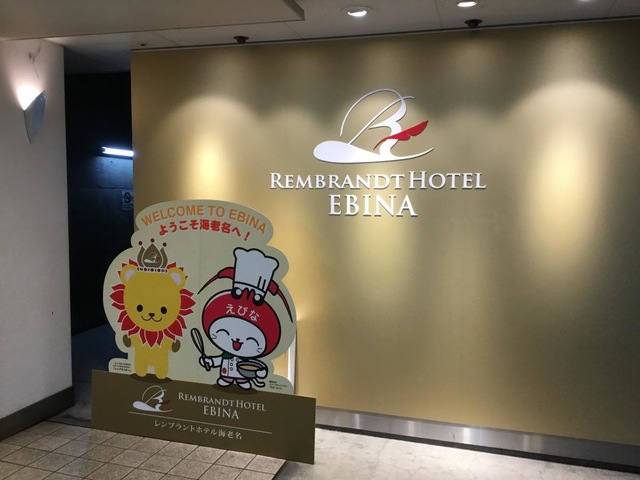 REMBRANDT HOTEL
EBINA
WELCOME TO EBINA
ようこそ海老名へ！
えびな
REMBRANDT HOTEL
EBINA
レンブラントホテル海老名